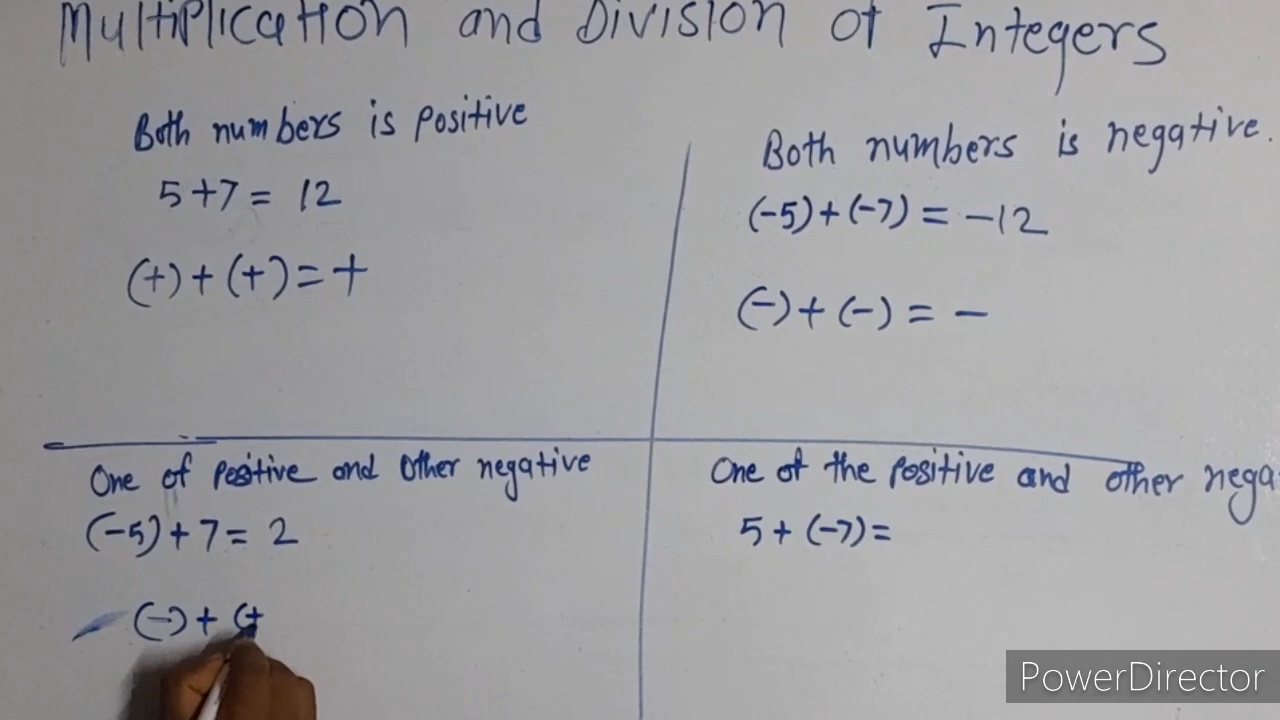 Multiplication and Division of Integers
Both numbers is positive
5+7= 12
(+)+(+)=+
Both numbers is negative.
(-5)+(-7) = -12
(-)+(-) = -
One of positive and other negative
(-5)+7= 2
(-)+(+
One of the positive and other nega
5+(-7)=
PowerDirector